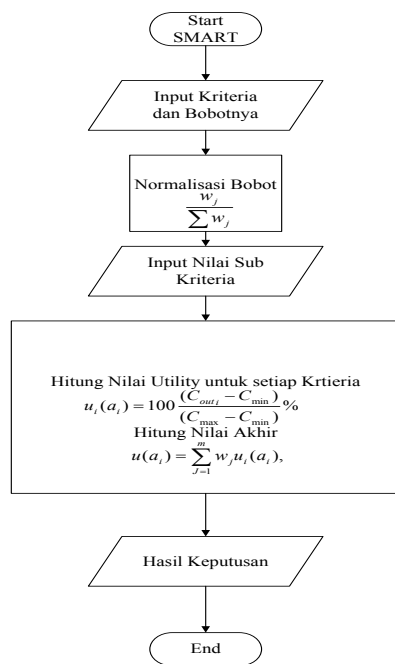 Start
SMART
Input Kriteria
dan Bobotnya
Normalisasi Bobot
w_j / ∑ w_j
Input Nilai Sub
Kriteria
Hitung Nilai Utility untuk setiap Krtieria
u_i(a_i) = 100 (C_out_i − C_min) / (C_max − C_min) %
Hitung Nilai Akhir
u(a_i) = ∑_{J=1}^{m} w_j u_i(a_i),
Hasil Keputusan
End